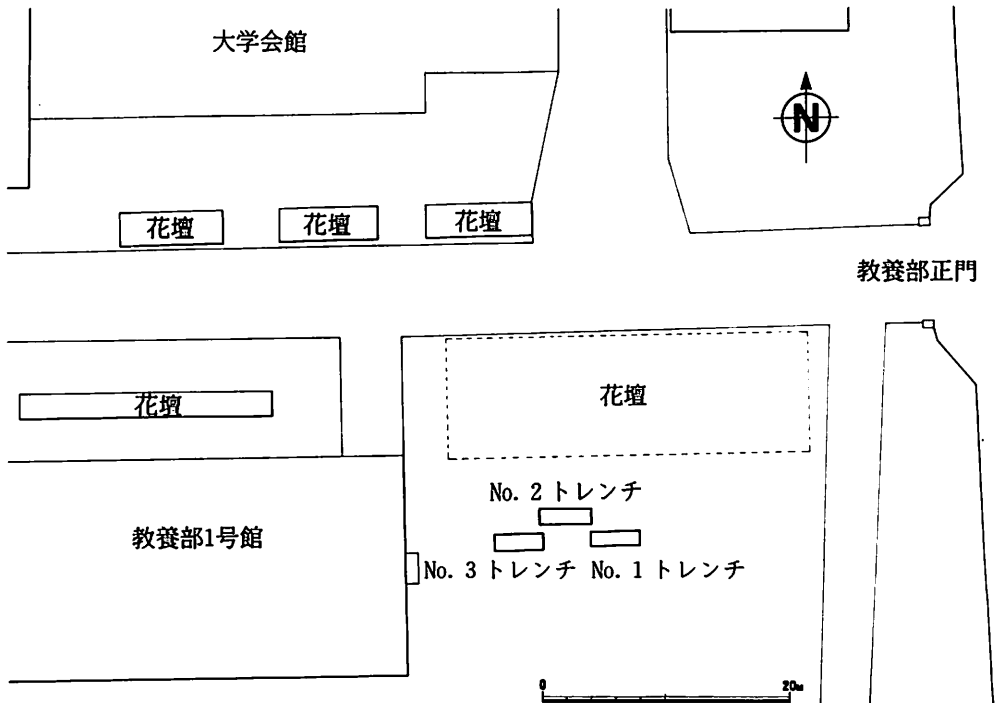 大学会館
N
花壇
花壇
花壇
教養部正門
花壇
花壇
No. 2 トレンチ
教養部1号館
No. 3 トレンチ
No. 1 トレンチ
0
20m